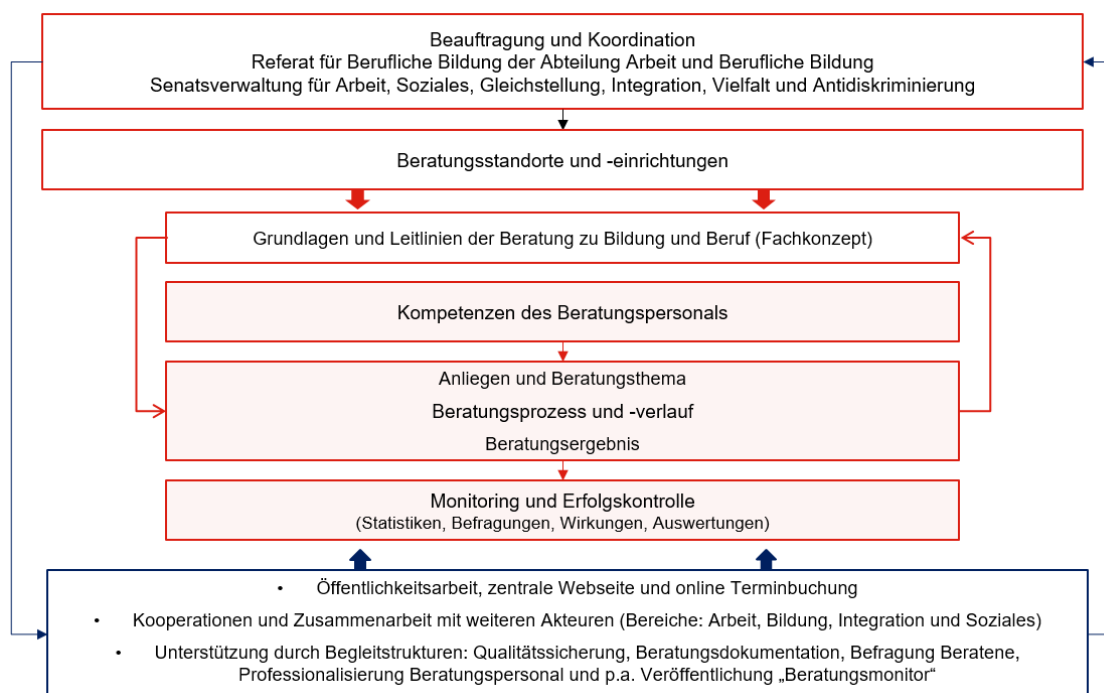 Beauftragung und Koordination
Referat für Berufliche Bildung der Abteilung Arbeit und Berufliche Bildung
Senatsverwaltung für Arbeit, Soziales, Gleichstellung, Integration, Vielfalt und Antidiskriminierung
Beratungsstandorte und -einrichtungen
Grundlagen und Leitlinien der Beratung zu Bildung und Beruf (Fachkonzept)
Kompetenzen des Beratungspersonals
Anliegen und Beratungsthema
Beratungsprozess und -verlauf
Beratungsergebnis
Monitoring und Erfolgskontrolle
(Statistiken, Befragungen, Wirkungen, Auswertungen)
• Öffentlichkeitsarbeit, zentrale Webseite und online Terminbuchung
• Kooperationen und Zusammenarbeit mit weiteren Akteuren (Bereiche: Arbeit, Bildung, Integration und Soziales)
• Unterstützung durch Begleitstrukturen: Qualitätssicherung, Beratungsdokumentation, Befragung Beratene,
Professionalisierung Beratungspersonal und p.a. Veröffentlichung „Beratungsmonitor“